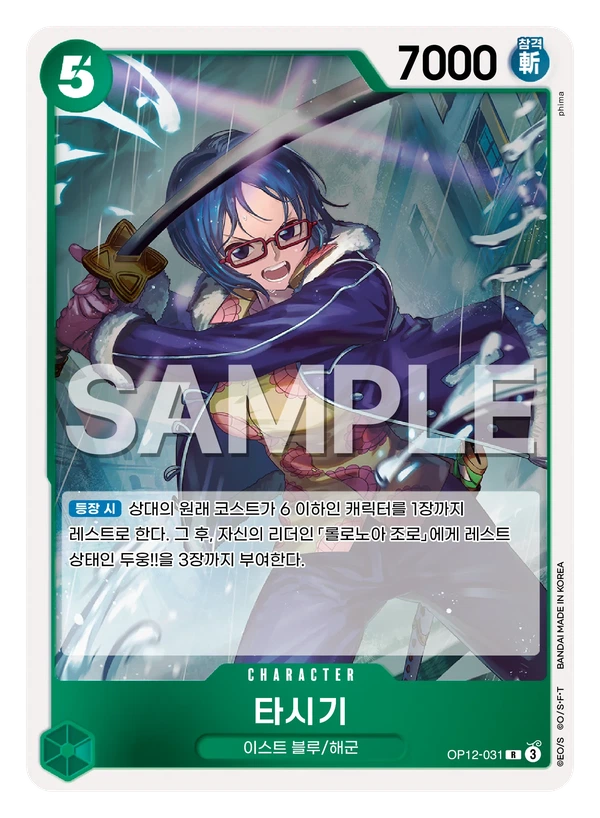 5
7000
참격
斬
phima
SAMPLE
등장 시 상대의 원래 코스트가 6 이하인 캐릭터를 1장까지
레스트로 한다. 그 후, 자신의 리더인 「롤로노아 조로」에게 레스트
상태인 두웅!!을 3장까지 부여한다.
CHARACTER
타시기
이스트 블루/해군
OP12-031 R 3
©EO/S ©O/S·F·T BANDAI MADE IN KOREA